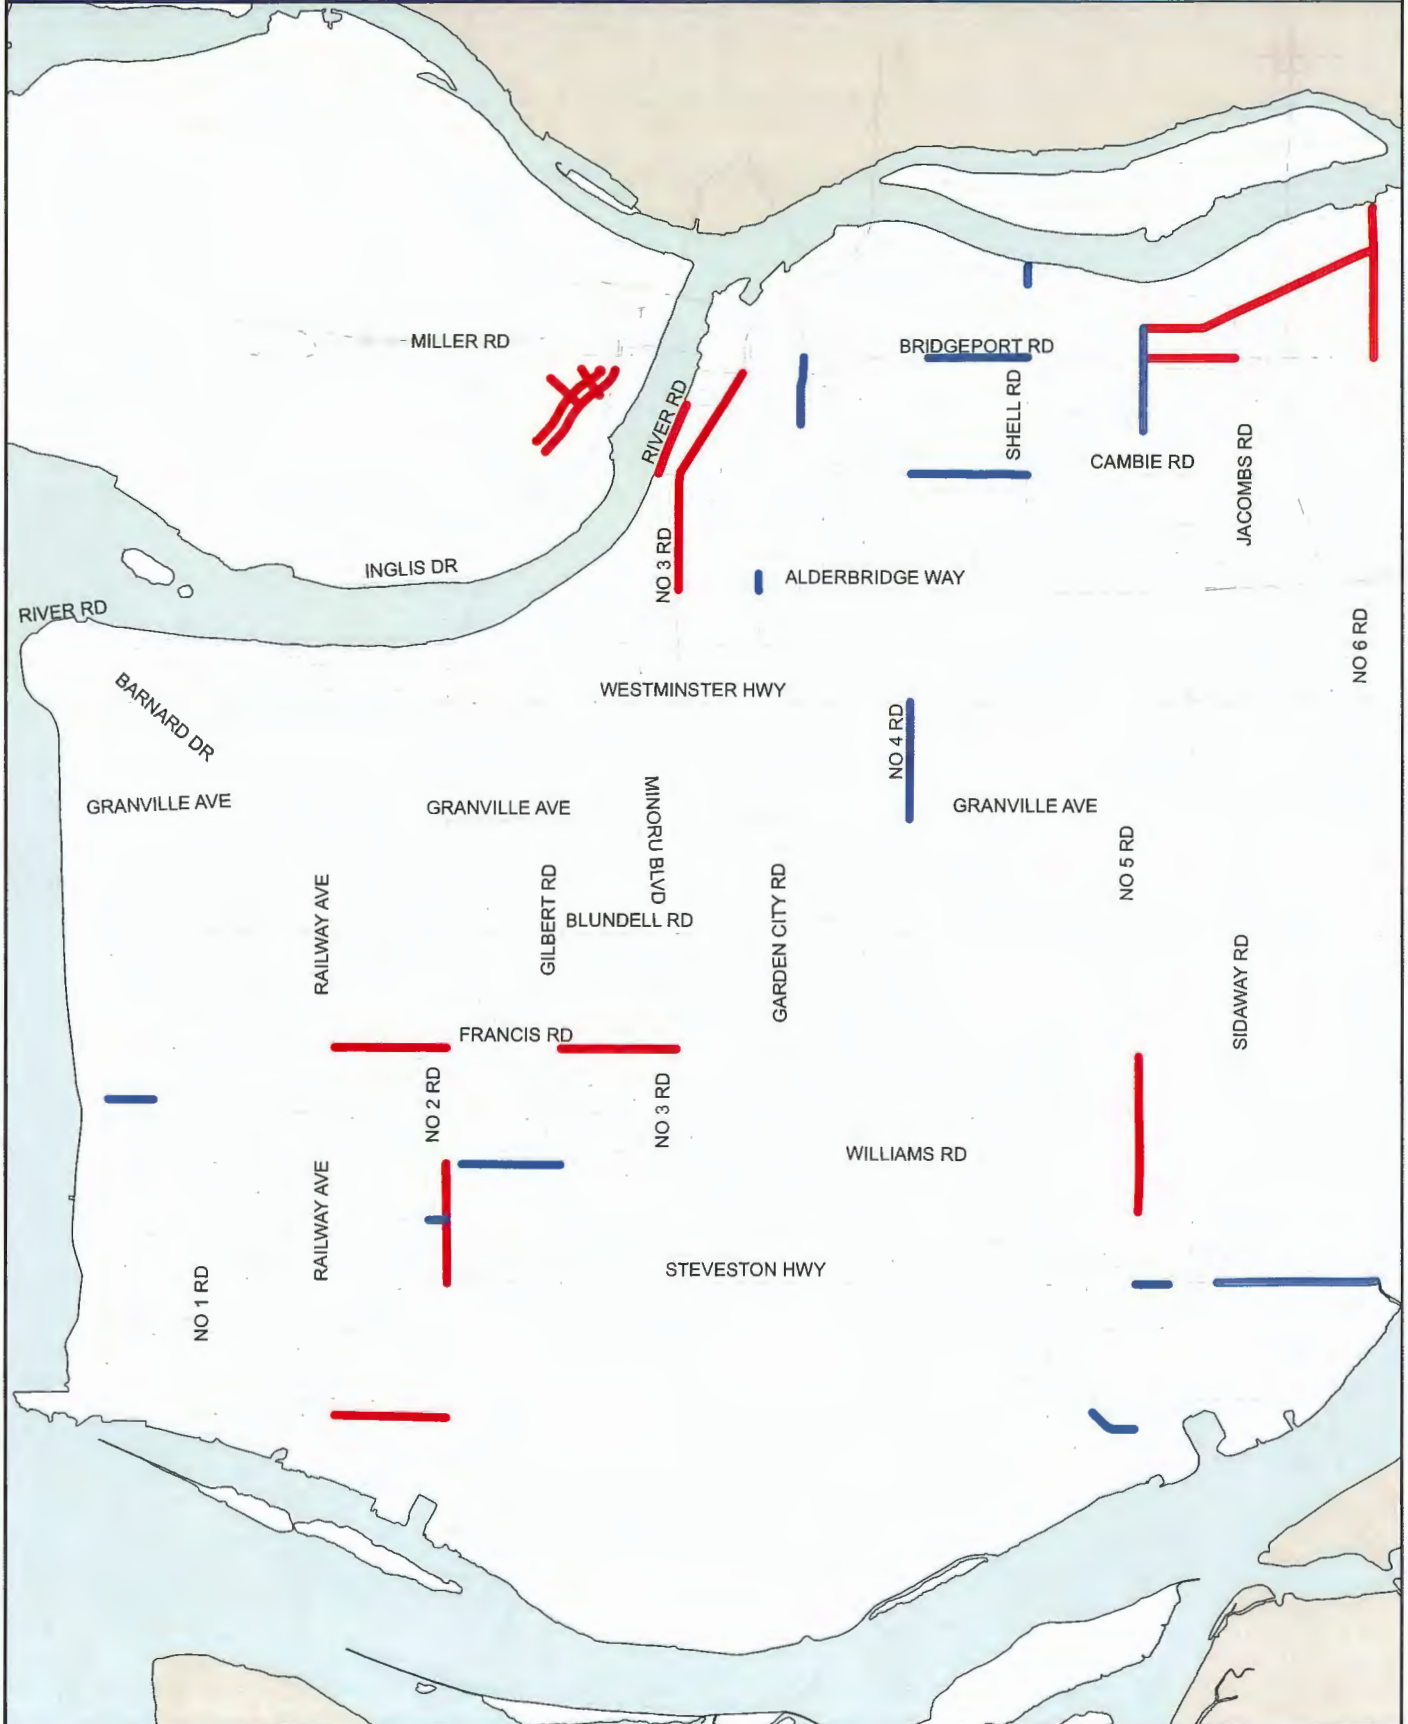 MILLER RD
BRIDGEPORT RD
RIVER RD
SHELL RD
CAMBIE RD
JACOMBS RD
NO 3 RD
INGLIS DR
ALDERBRIDGE WAY
RIVER RD
NO 6 RD
BARNARD DR
WESTMINSTER HWY
NO 4 RD
GRANVILLE AVE
GRANVILLE AVE
MINORU BLVD
GRANVILLE AVE
NO 5 RD
RAILWAY AVE
GILBERT RD
BLUNDELL RD
GARDEN CITY RD
SIDAWAY RD
FRANCIS RD
NO 2 RD
NO 3 RD
WILLIAMS RD
RAILWAY AVE
NO 1 RD
STEVESTON HWY